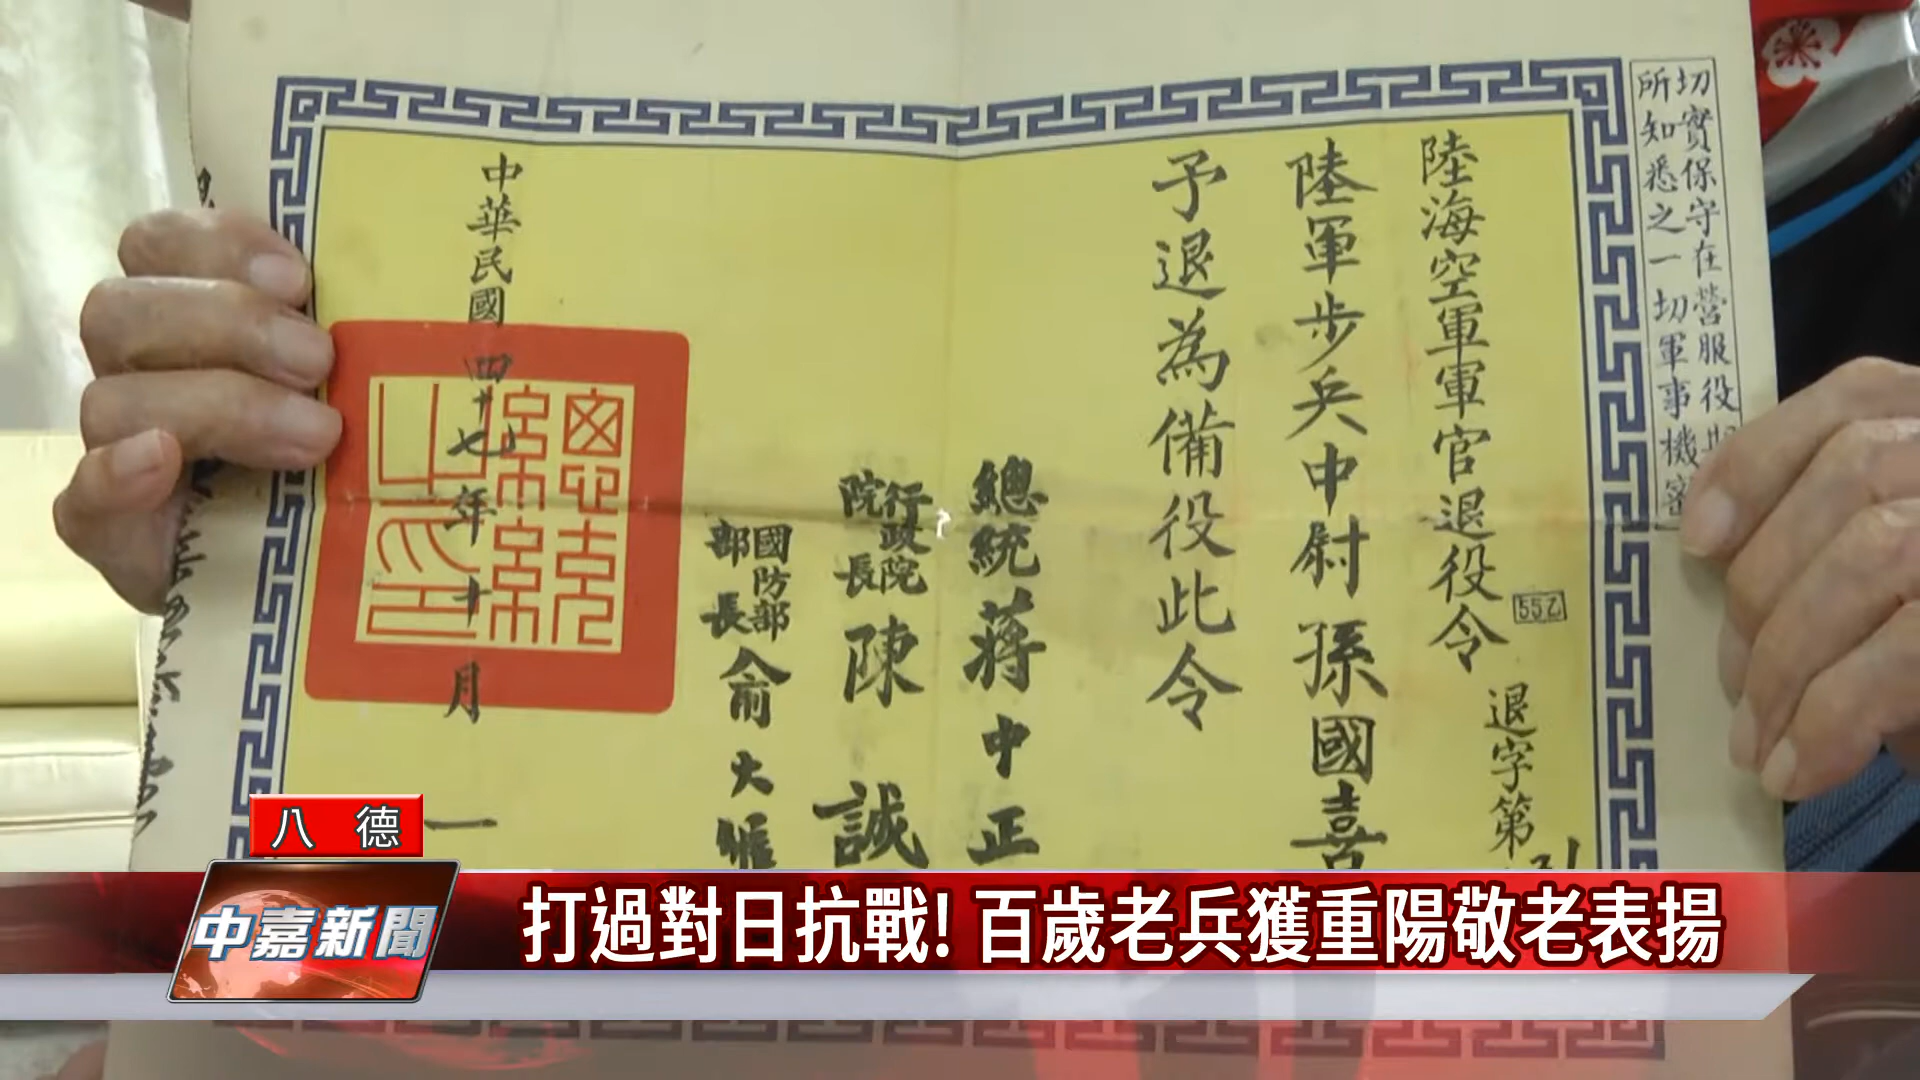 切實保守在營服役
所知悉之一切軍事機密
陸海空軍軍官退役令
55乙
退字第
陸軍步兵中尉孫國喜
予退為備役此令
總統蔣中正
行政院
院長
陳誠
國防部
部長
俞大維
中華民國四十七年十月一
總統之印
八德
中嘉新聞
打過對日抗戰! 百歲老兵獲重陽敬老表揚